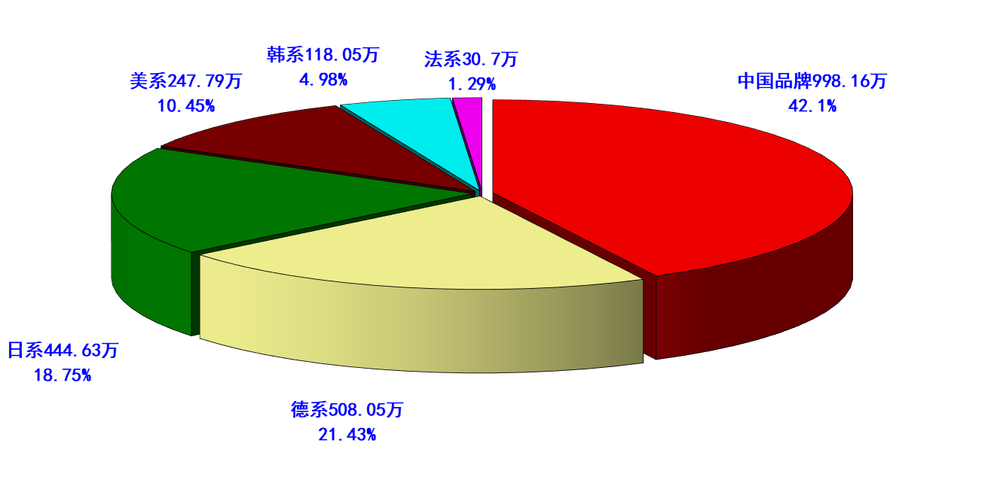 韩系118.05万
4.98%
法系30.7万
1.29%
美系247.79万
10.45%
中国品牌998.16万
42.1%
日系444.63万
18.75%
德系508.05万
21.43%